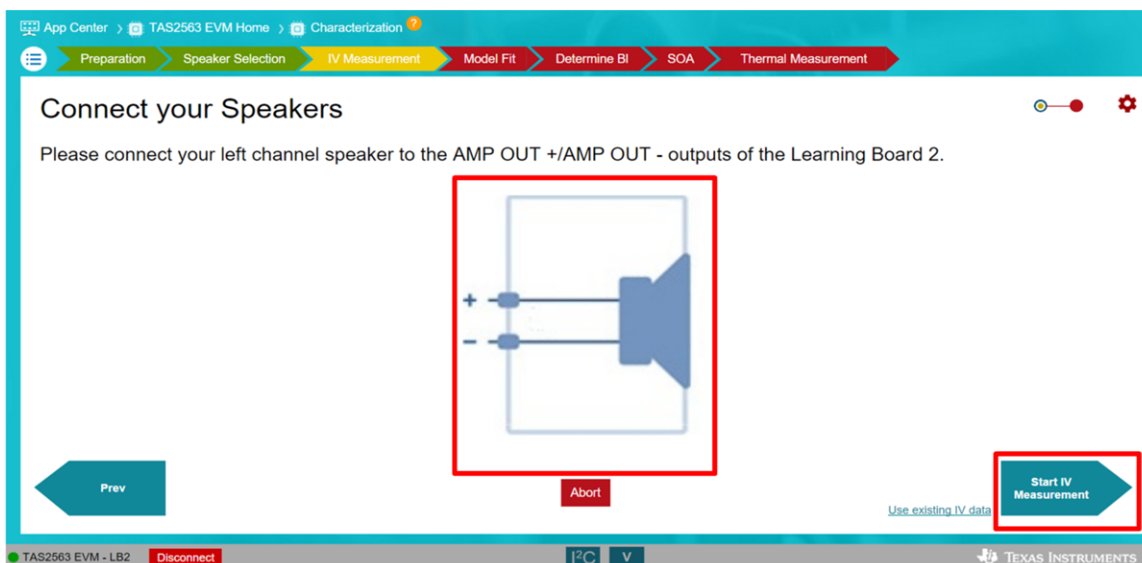 App Center > TAS2563 EVM Home > Characterization ?
Preparation Speaker Selection IV Measurement Model Fit Determine BI SOA Thermal Measurement
Connect your Speakers
Please connect your left channel speaker to the AMP OUT +/AMP OUT - outputs of the Learning Board 2.
+
-
Prev
Abort
Use existing IV data
Start IV
Measurement
TAS2563 EVM - LB2 Disconnect I²C V TEXAS INSTRUMENTS